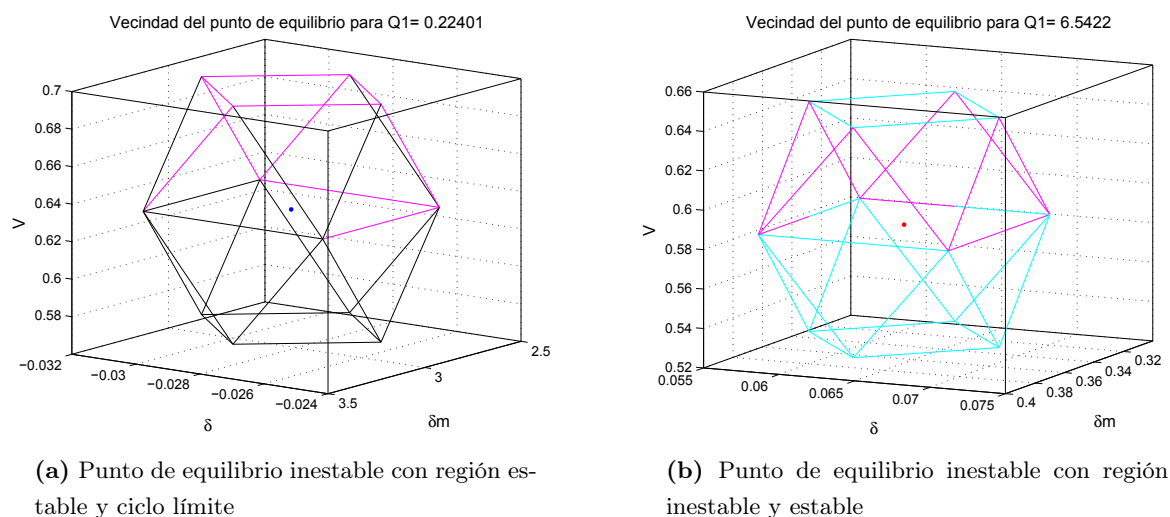 Vecindad del punto de equilibrio para Q1= 0.22401
0.7
0.68
0.66
0.64
0.62
0.6
0.58
V
−0.032
−0.03
−0.028
−0.026
−0.024
δ
3.5
3
2.5
δm
(a) Punto de equilibrio inestable con región es-
table y ciclo límite
Vecindad del punto de equilibrio para Q1= 6.5422
0.66
0.64
0.62
0.6
0.58
0.56
0.54
0.52
V
0.055
0.06
0.065
0.07
0.075
δ
0.4
0.38
0.36
0.34
0.32
δm
(b) Punto de equilibrio inestable con región
inestable y estable